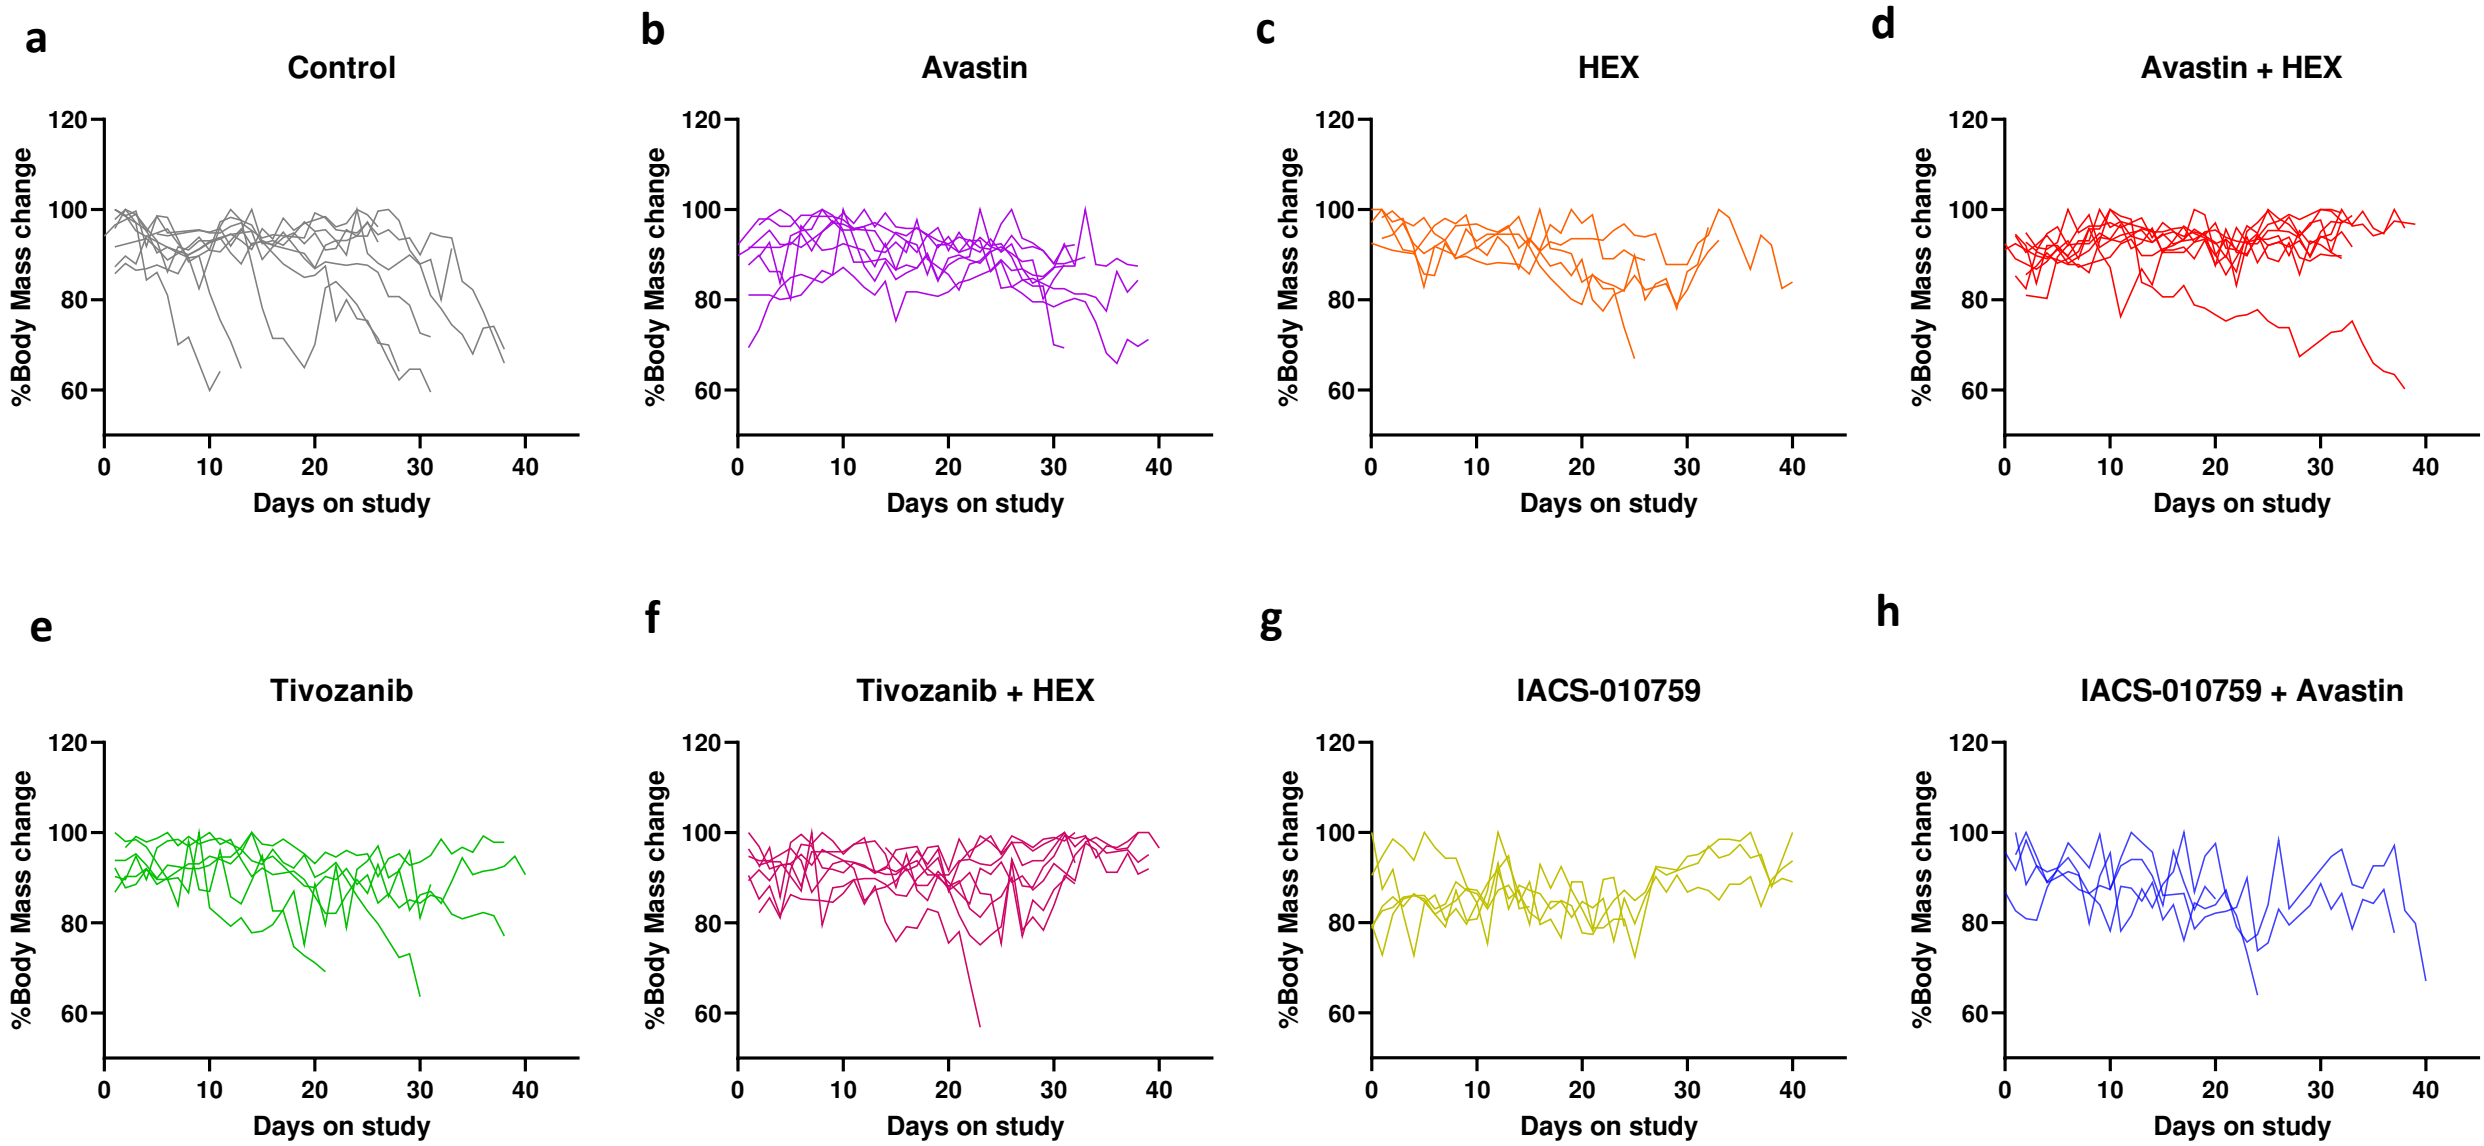 a
Control
%Body Mass change
120
100
80
60
0 10 20 30 40
Days on study
b
Avastin
%Body Mass change
120
100
80
60
0 10 20 30 40
Days on study
c
HEX
%Body Mass change
120
100
80
60
0 10 20 30 40
Days on study
d
Avastin + HEX
%Body Mass change
120
100
80
60
0 10 20 30 40
Days on study
e
Tivozanib
%Body Mass change
120
100
80
60
0 10 20 30 40
Days on study
f
Tivozanib + HEX
%Body Mass change
120
100
80
60
0 10 20 30 40
Days on study
g
IACS-010759
%Body Mass change
120
100
80
60
0 10 20 30 40
Days on study
h
IACS-010759 + Avastin
%Body Mass change
120
100
80
60
0 10 20 30 40
Days on study